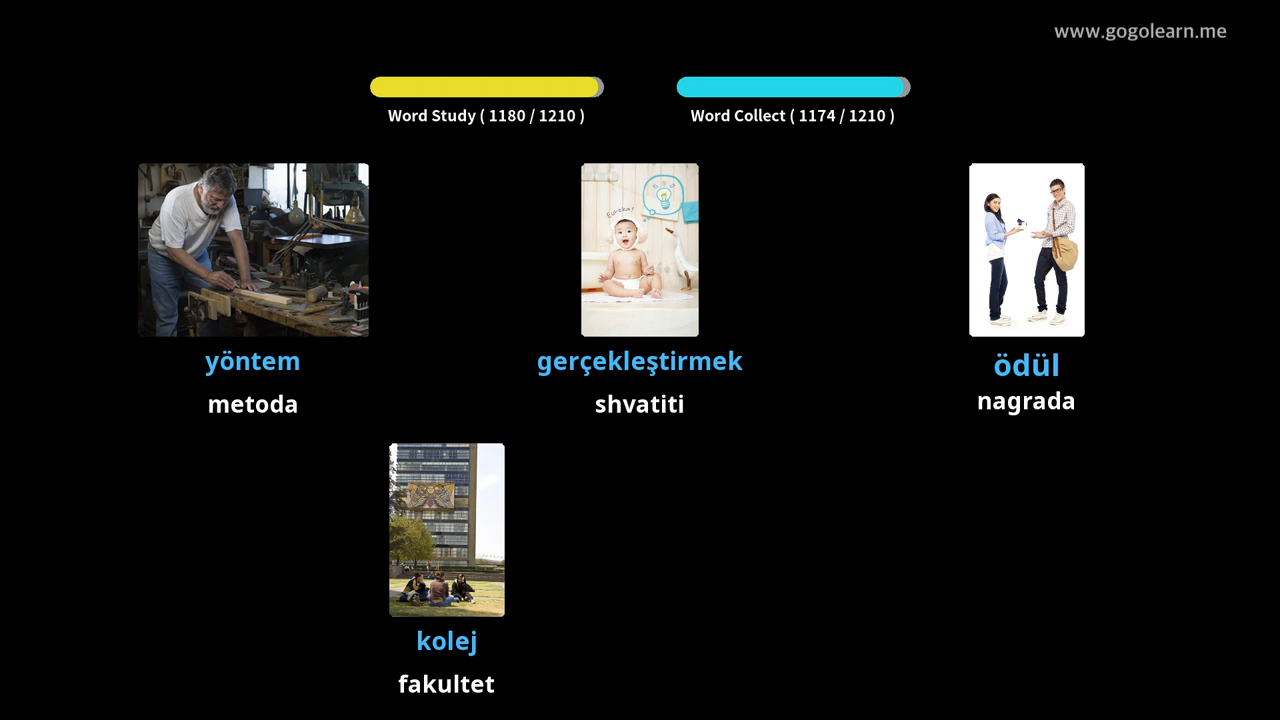 www.gogolearn.me
Word Study ( 1180 / 1210 )
Word Collect ( 1174 / 1210 )
Eureka!
yöntem
gerçekleştirmek
ödül
metoda
shvatiti
nagrada
kolej
fakultet